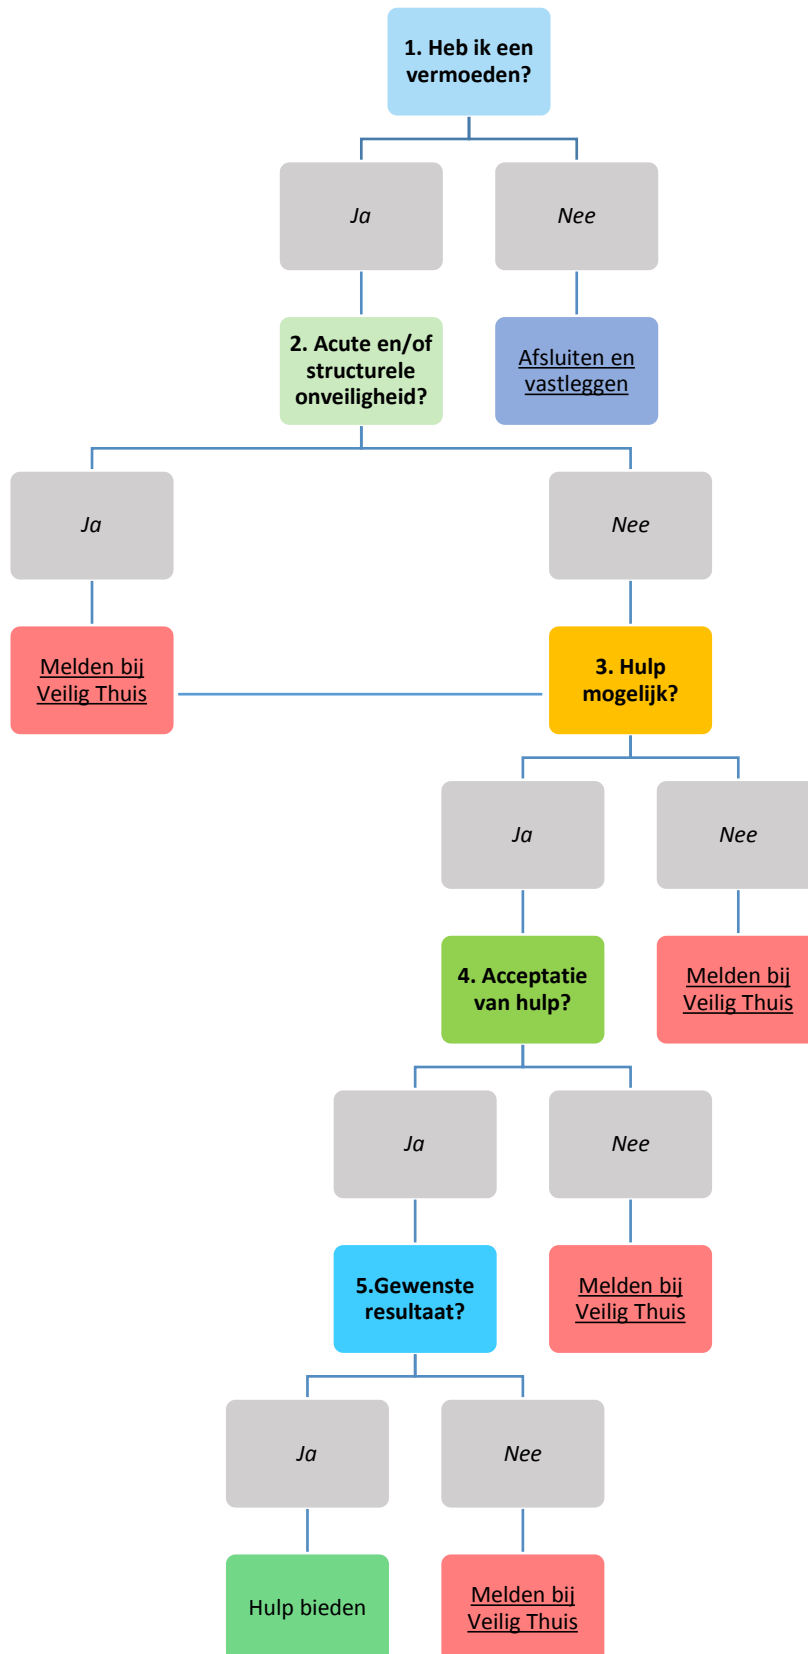 1. Heb ik een
vermoeden?
Ja
Nee
2. Acute en/of
structurele
onveiligheid?
Afsluiten en
vastleggen
Ja
Nee
Melden bij
Veilig Thuis
3. Hulp
mogelijk?
Ja
Nee
4. Acceptatie
van hulp?
Melden bij
Veilig Thuis
Ja
Nee
5.Gewenste
resultaat?
Melden bij
Veilig Thuis
Ja
Nee
Hulp bieden
Melden bij
Veilig Thuis